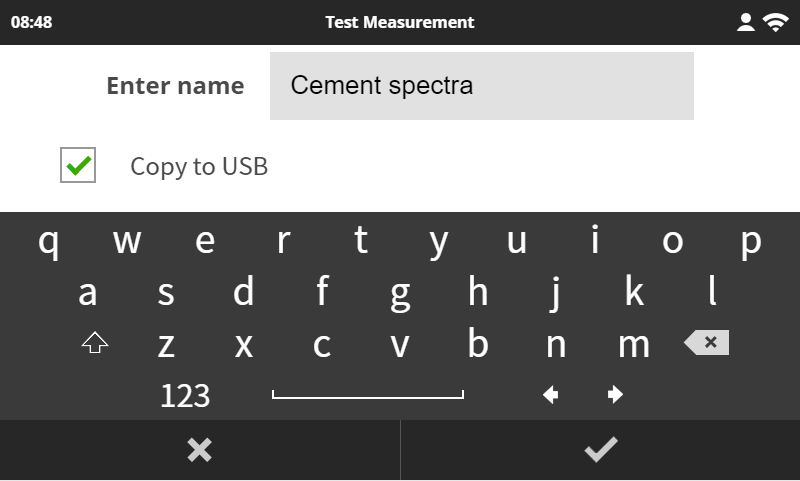 08:48 Test Measurement
Enter name Cement spectra
Copy to USB
q w e r t y u i o p
a s d f g h j k l
z x c v b n m
123